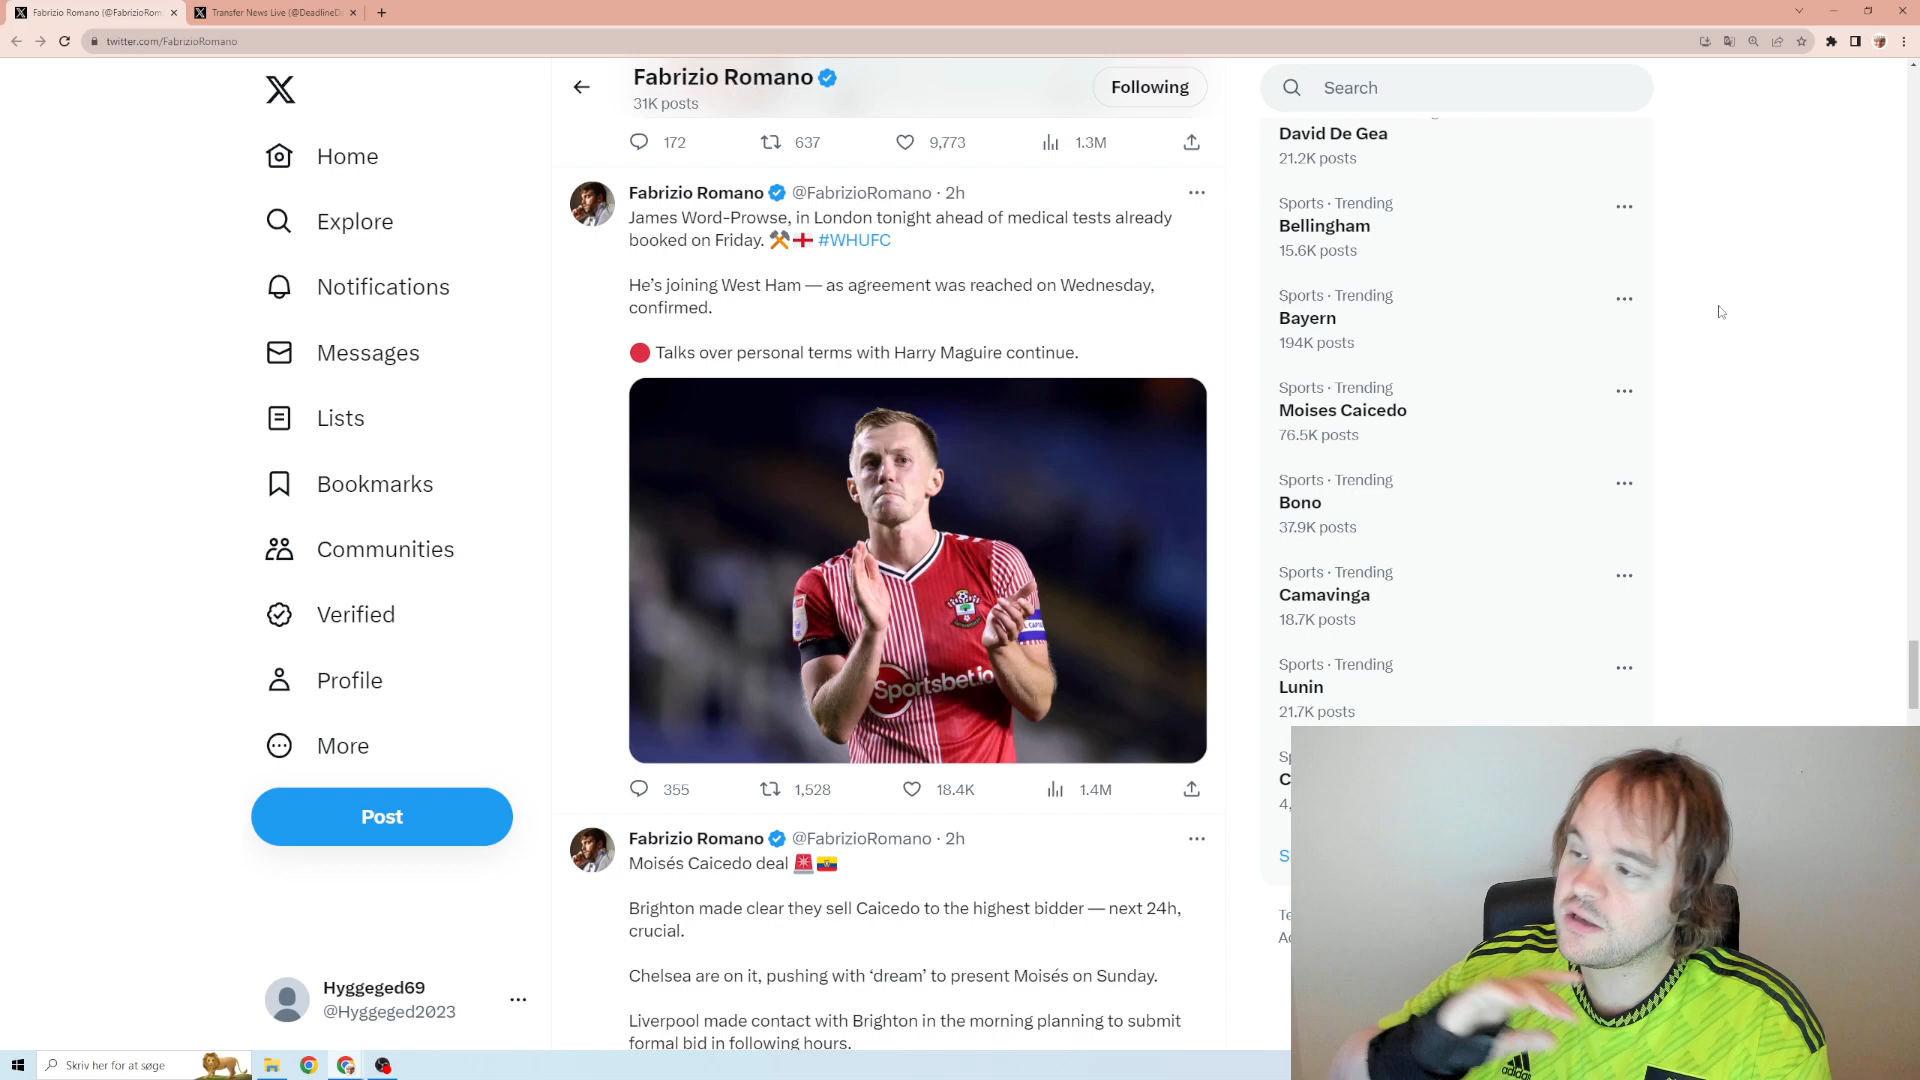 Fabrizio Romano (@FabrizioRom
Transfer News Live (@DeadlineD
twitter.com/FabrizioRomano
Home
Explore
Notifications
Messages
Lists
Bookmarks
Communities
Verified
Profile
More
Post
Hyggeged69
@Hyggeged2023
Fabrizio Romano
31K posts
Following
172 637 9,773 1.3M
Fabrizio Romano @FabrizioRomano · 2h
James Word-Prowse, in London tonight ahead of medical tests already
booked on Friday. #WHUFC
He's joining West Ham — as agreement was reached on Wednesday,
confirmed.
Talks over personal terms with Harry Maguire continue.
Sportsbet.io
355 1,528 18.4K 1.4M
Fabrizio Romano @FabrizioRomano · 2h
Moisés Caicedo deal
Brighton made clear they sell Caicedo to the highest bidder — next 24h,
crucial.
Chelsea are on it, pushing with ‘dream’ to present Moisés on Sunday.
Liverpool made contact with Brighton in the morning planning to submit
formal bid in following hours.
Search
David De Gea
21.2K posts
Sports · Trending
Bellingham
15.6K posts
Sports · Trending
Bayern
194K posts
Sports · Trending
Moises Caicedo
76.5K posts
Sports · Trending
Bono
37.9K posts
Sports · Trending
Camavinga
18.7K posts
Sports · Trending
Lunin
21.7K posts
adidas
Skriv her for at søge